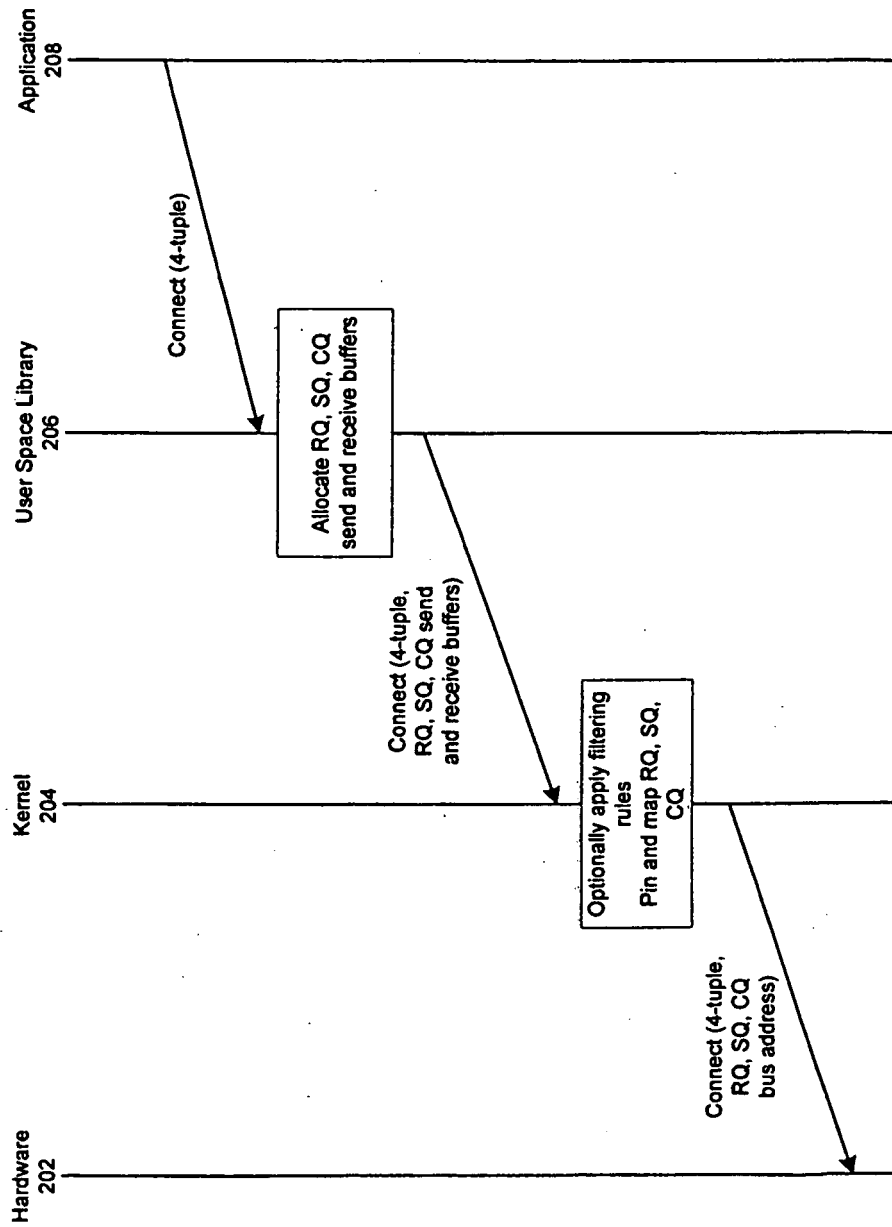 Hardware
202
Kernel
204
User Space Library
206
Application
208
Connect (4-tuple)
Allocate RQ, SQ, CQ
send and receive buffers
Connect (4-tuple,
RQ, SQ, CQ send
and receive buffers)
Optionally apply filtering
rules
Pin and map RQ, SQ,
CQ
Connect (4-tuple,
RQ, SQ, CQ
bus address)